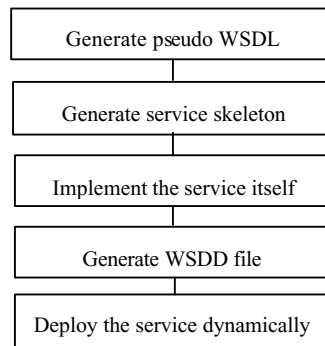 Generate pseudo WSDL
Generate service skeleton
Implement the service itself
Generate WSDD file
Deploy the service dynamically